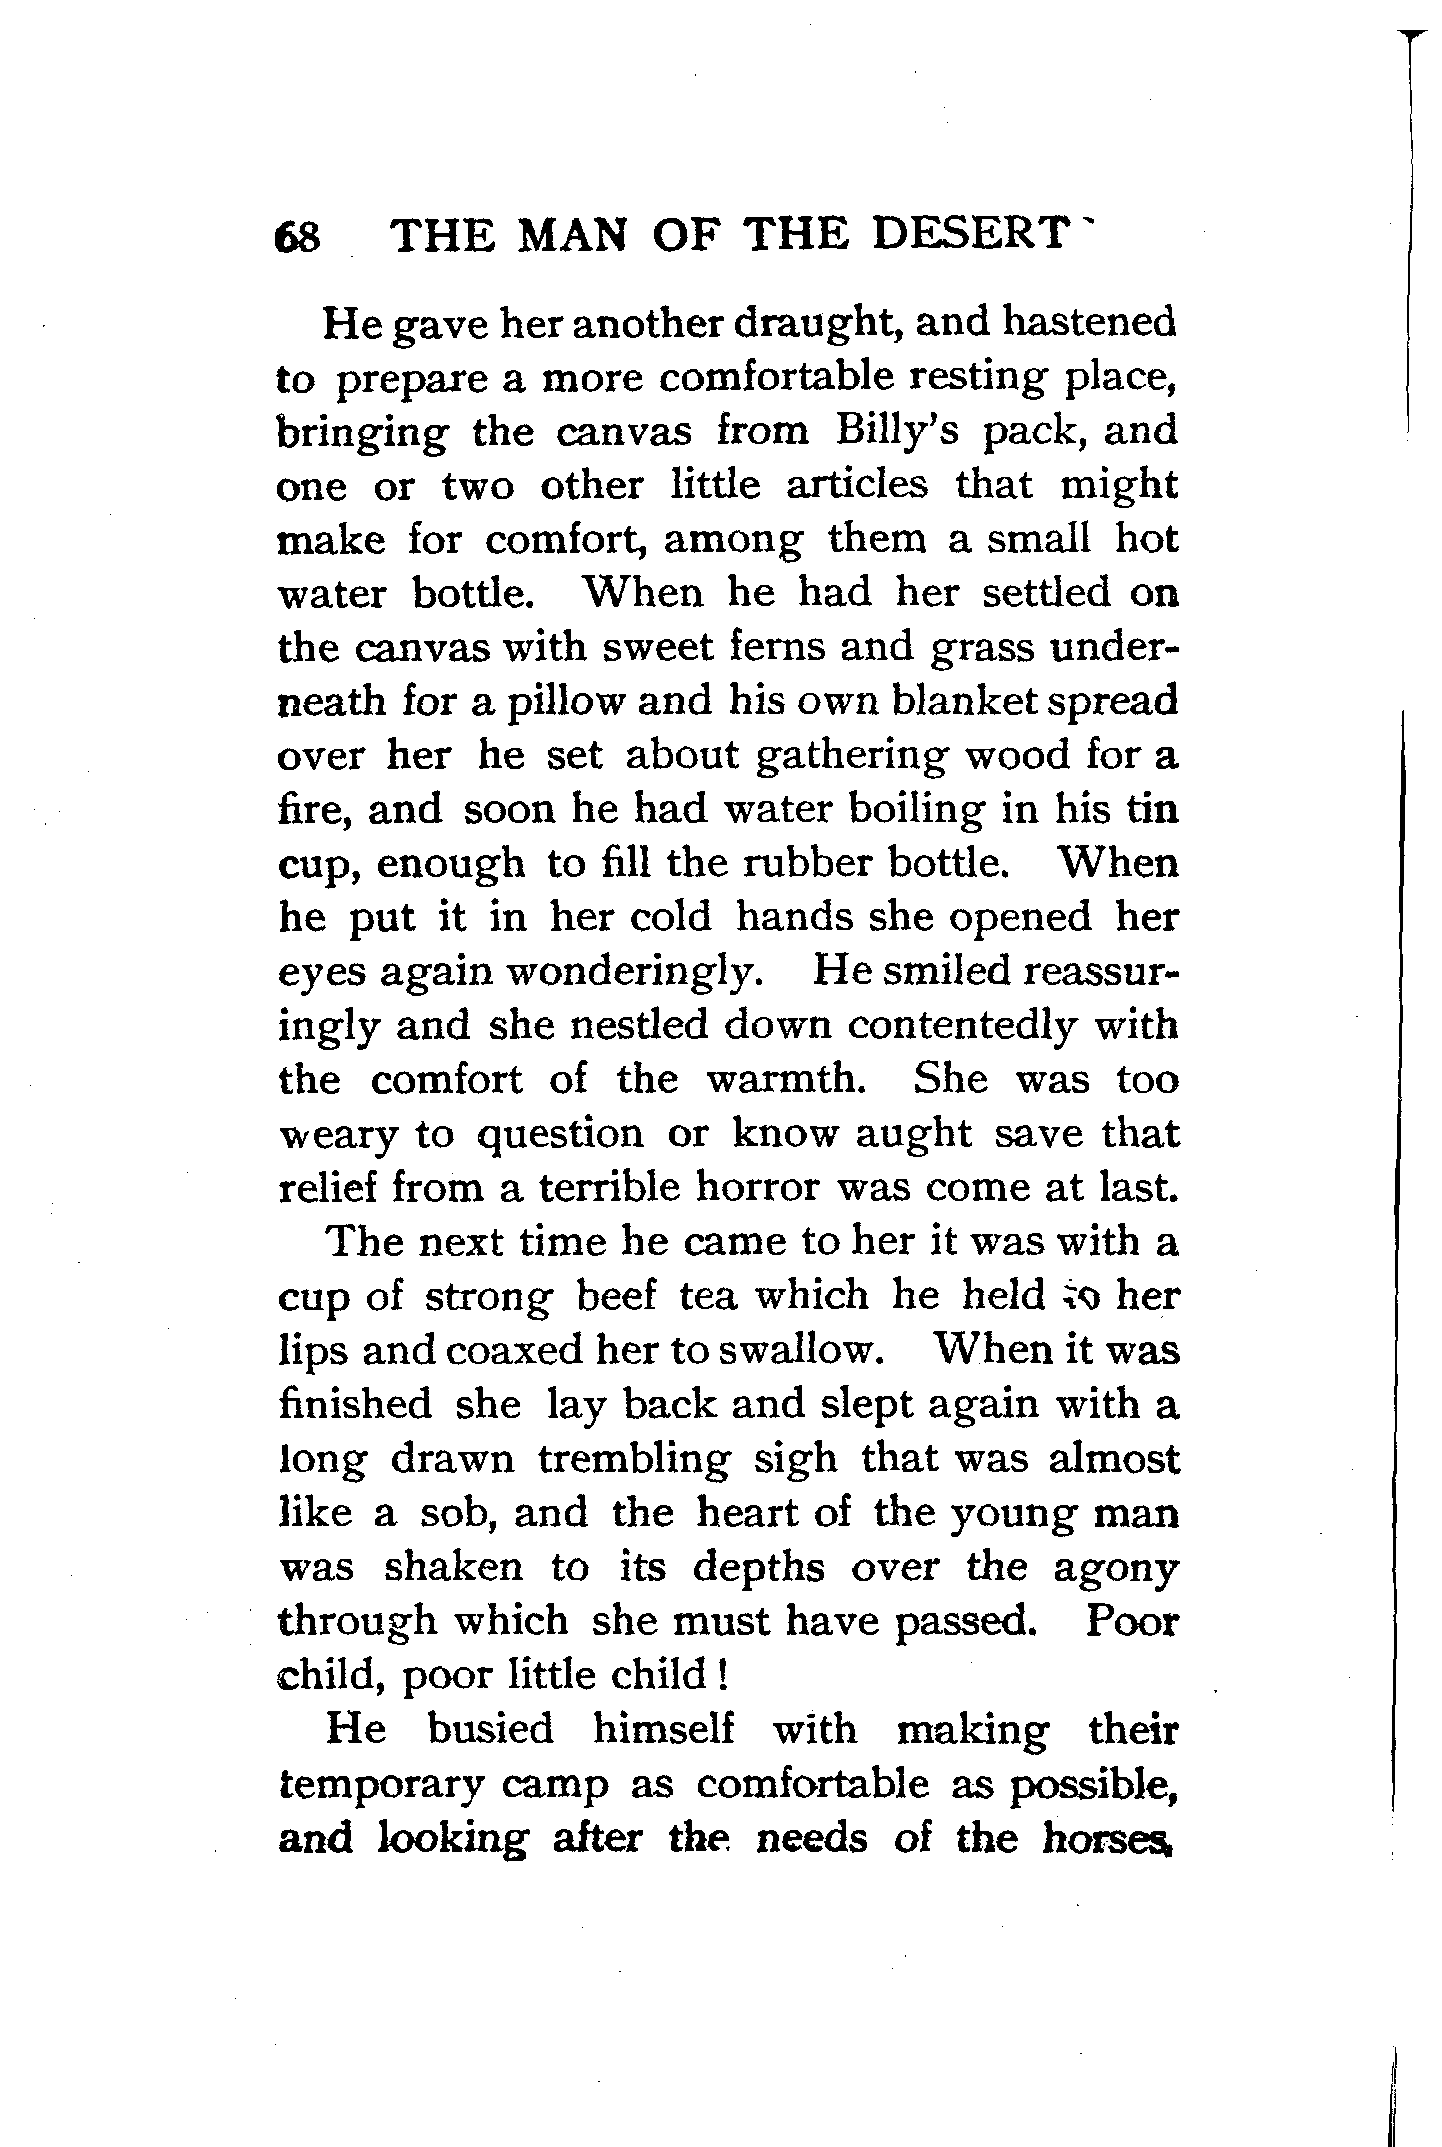 68 THE MAN OF THE DESERT
He gave her another draught, and hastened
to prepare a more comfortable resting place,
bringing the canvas from Billy's pack, and
one or two other little articles that might
make for comfort, among them a small hot
water bottle. When he had her settled on
the canvas with sweet ferns and grass under-
neath for a pillow and his own blanket spread
over her he set about gathering wood for a
fire, and soon he had water boiling in his tin
cup, enough to fill the rubber bottle. When
he put it in her cold hands she opened her
eyes again wonderingly. He smiled reassur-
ingly and she nestled down contentedly with
the comfort of the warmth. She was too
weary to question or know aught save that
relief from a terrible horror was come at last.
The next time he came to her it was with a
cup of strong beef tea which he held to her
lips and coaxed her to swallow. When it was
finished she lay back and slept again with a
long drawn trembling sigh that was almost
like a sob, and the heart of the young man
was shaken to its depths over the agony
through which she must have passed. Poor
child, poor little child !
He busied himself with making their
temporary camp as comfortable as possible,
and looking after the needs of the horses,